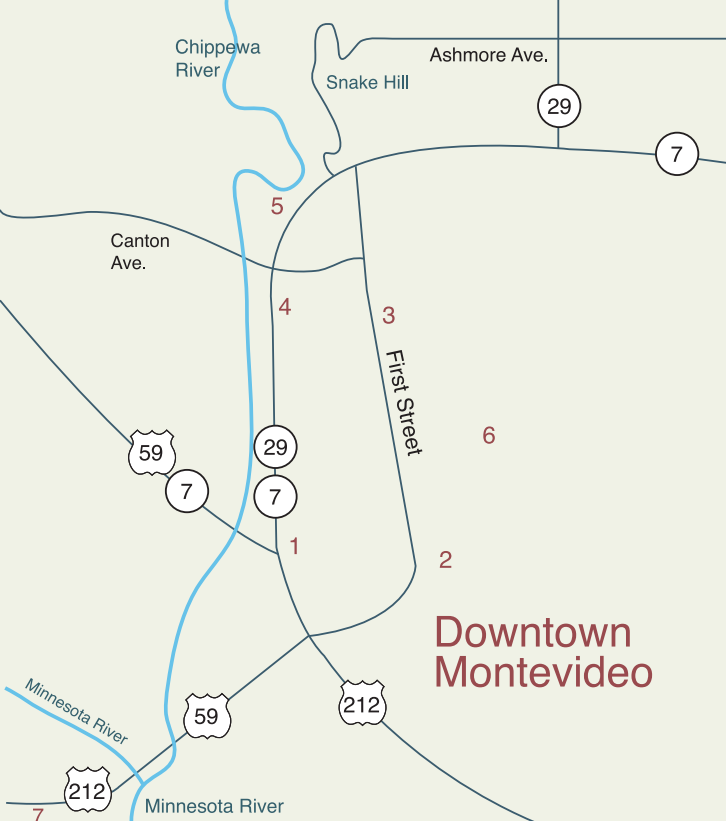 Chippewa
River
Ashmore Ave.
Snake Hill
29
7
5
Canton
Ave.
4
3
First Street
6
59
29
7
7
1
2
Downtown
Montevideo
Minnesota River
59
212
212
Minnesota River
7